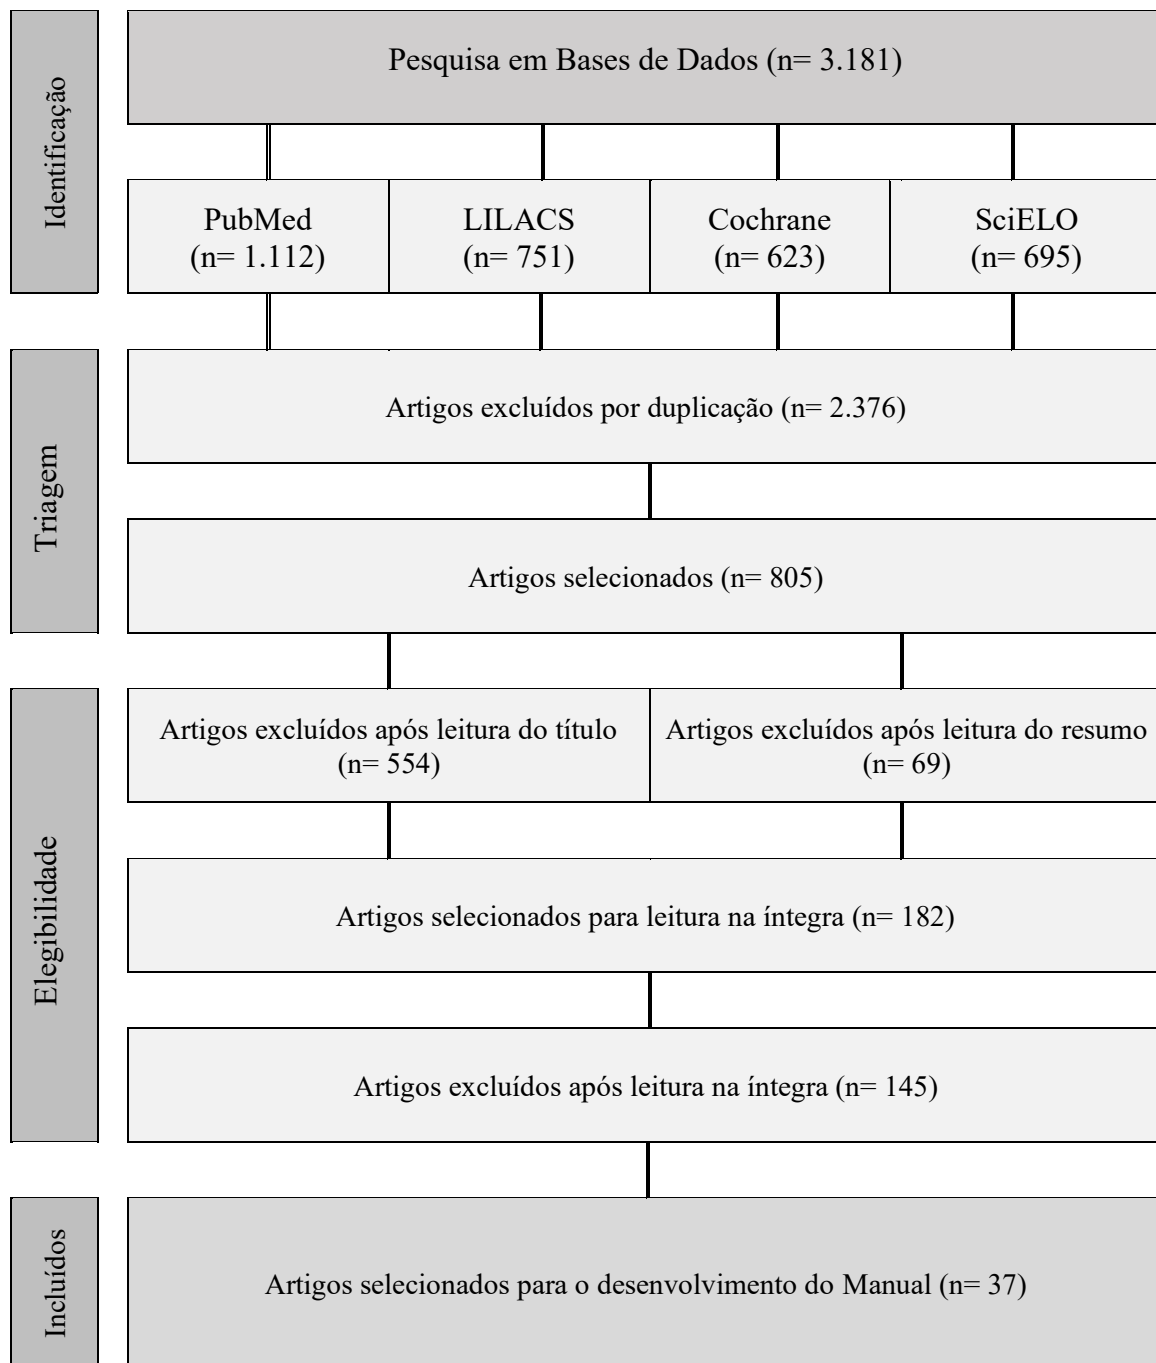 Identificação
Pesquisa em Bases de Dados (n= 3.181)
PubMed
(n= 1.112)
LILACS
(n= 751)
Cochrane
(n= 623)
SciELO
(n= 695)
Triagem
Artigos excluídos por duplicação (n= 2.376)
Artigos selecionados (n= 805)
Elegibilidade
Artigos excluídos após leitura do título
(n= 554)
Artigos excluídos após leitura do resumo
(n= 69)
Artigos selecionados para leitura na íntegra (n= 182)
Artigos excluídos após leitura na íntegra (n= 145)
Incluídos
Artigos selecionados para o desenvolvimento do Manual (n= 37)